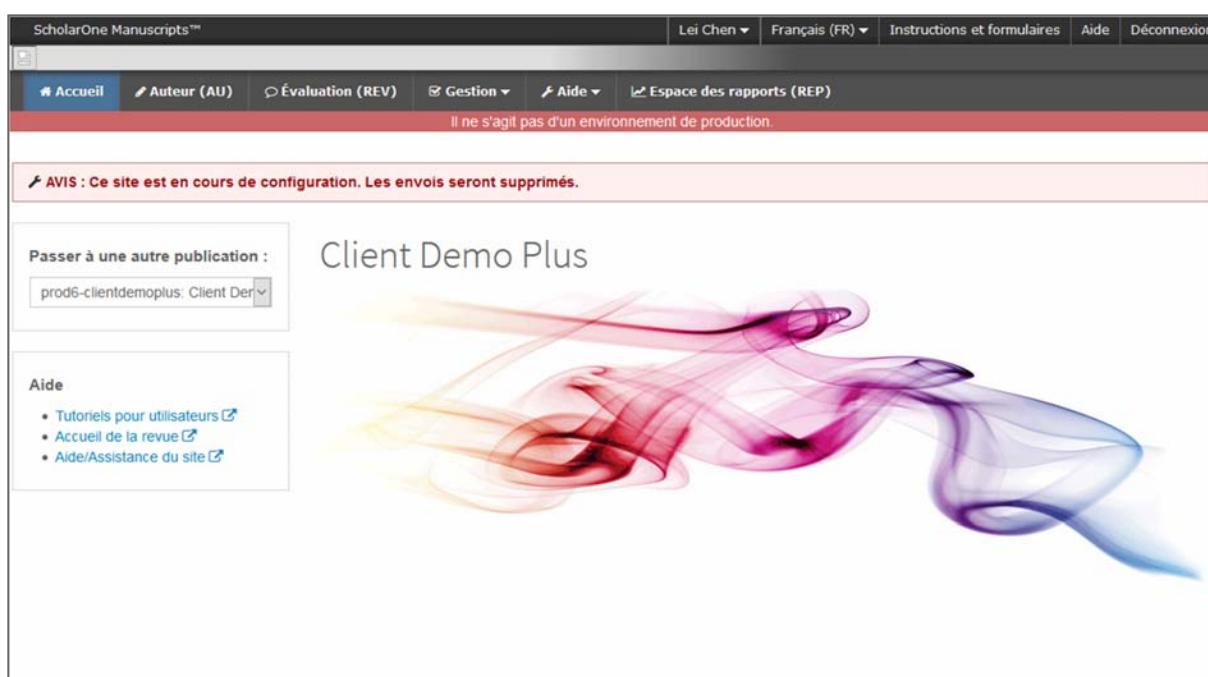 ScholarOne Manuscripts™ Lei Chen Français (FR) Instructions et formulaires Aide Déconnexion
Accueil Auteur (AU) Évaluation (REV) Gestion Aide Espace des rapports (REP)
Il ne s'agit pas d'un environnement de production.
AVIS : Ce site est en cours de configuration. Les envois seront supprimés.
Passer à une autre publication :
prod6-clientdemoplus: Client Der
Client Demo Plus
Aide
• Tutoriels pour utilisateurs
• Accueil de la revue
• Aide/Assistance du site